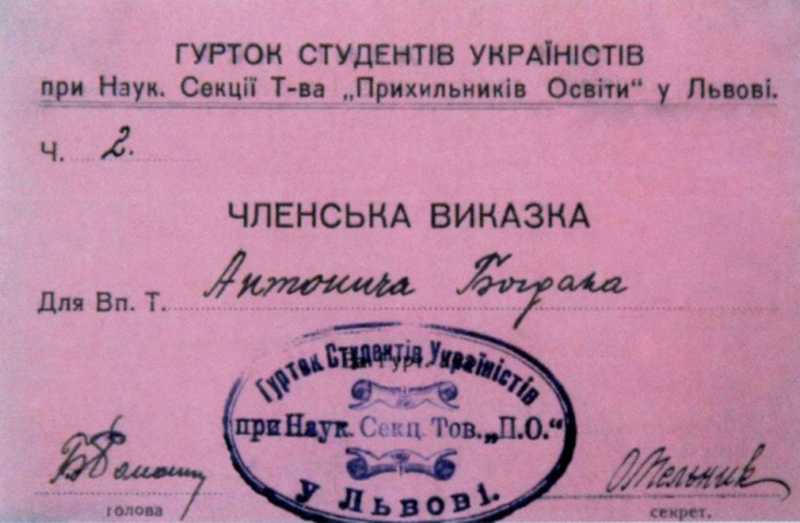 ГУРТОК СТУДЕНТІВ УКРАЇНІСТІВ
при Наук. Секції Т-ва „Прихильників Освіти“ у Львові.
Ч. 2.
ЧЛЕНСЬКА ВИКАЗКА
Для Вп. Т. Антонича Богдана
Гурток Студентів Україністів
при Наук. Секц. Тов. „П.О.“
у Львові.
голова
секрет.